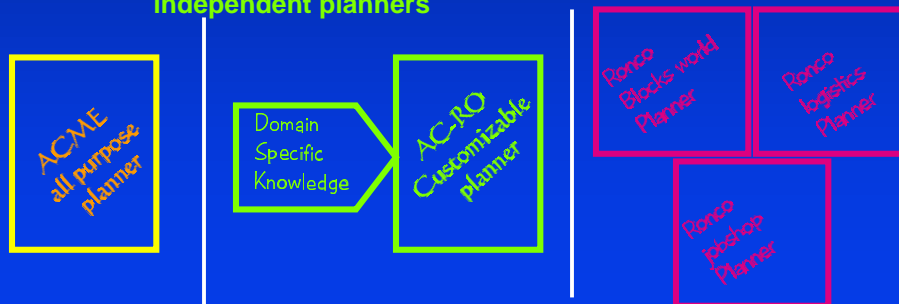 independent planners
ACME
all purpose
planner
Domain
Specific
Knowledge
AC-RO
Customizable
planner
Ronco
Blocks world
Planner
Ronco
logistics
Planner
Ronco
jobshop
Planner